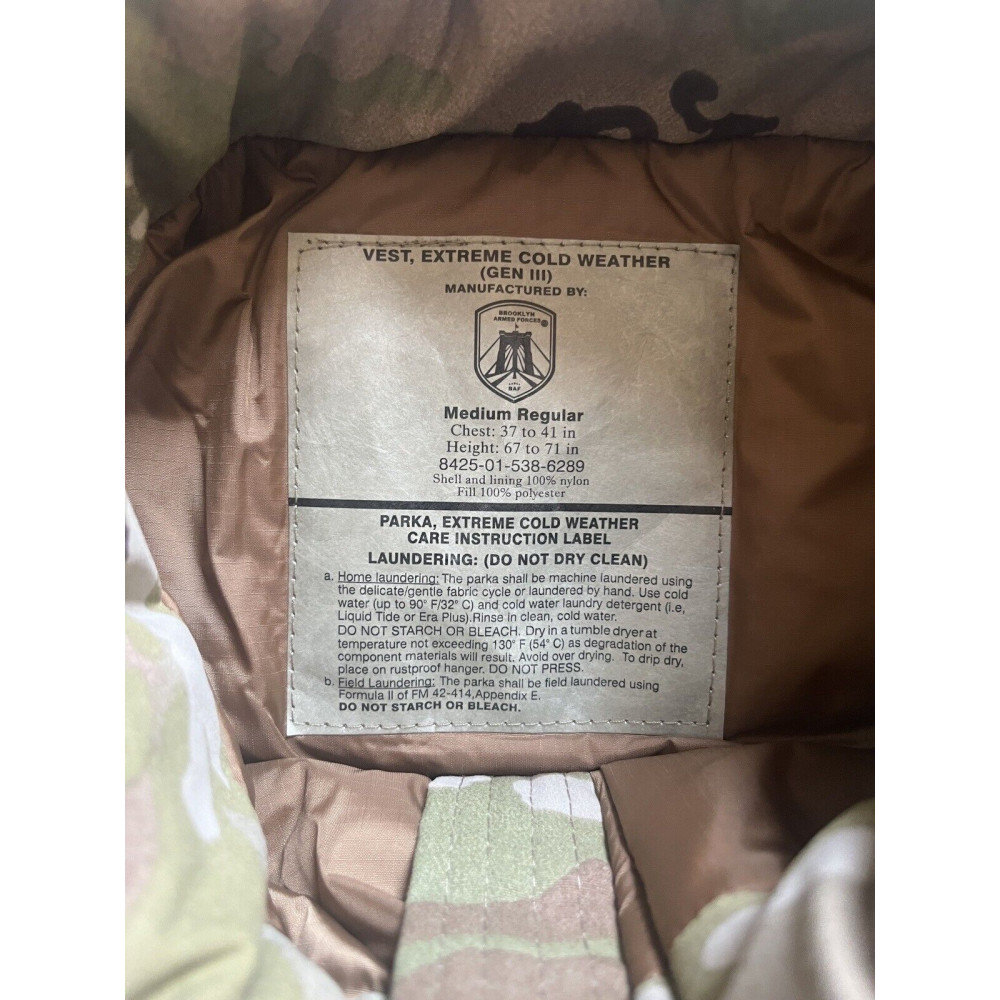 VEST, EXTREME COLD WEATHER
(GEN III)
MANUFACTURED BY:
BROOKLYN
ARMED FORCES
BAF
Medium Regular
Chest: 37 to 41 in
Height: 67 to 71 in
8425-01-538-6289
Shell and lining 100% nylon
Fill 100% polyester
PARKA, EXTREME COLD WEATHER
CARE INSTRUCTION LABEL
LAUNDERING: (DO NOT DRY CLEAN)
a. Home laundering: The parka shall be machine laundered using
the delicate/gentle fabric cycle or laundered by hand. Use cold
water (up to 90° F/32° C) and cold water laundry detergent (i.e,
Liquid Tide or Era Plus).Rinse in clean, cold water.
DO NOT STARCH OR BLEACH. Dry in a tumble dryer at
temperature not exceeding 130° F (54° C) as degradation of the
component materials will result. Avoid over drying. To drip dry,
place on rustproof hanger. DO NOT PRESS.
b. Field Laundering: The parka shall be field laundered using
Formula II of FM 42-414,Appendix E.
DO NOT STARCH OR BLEACH.